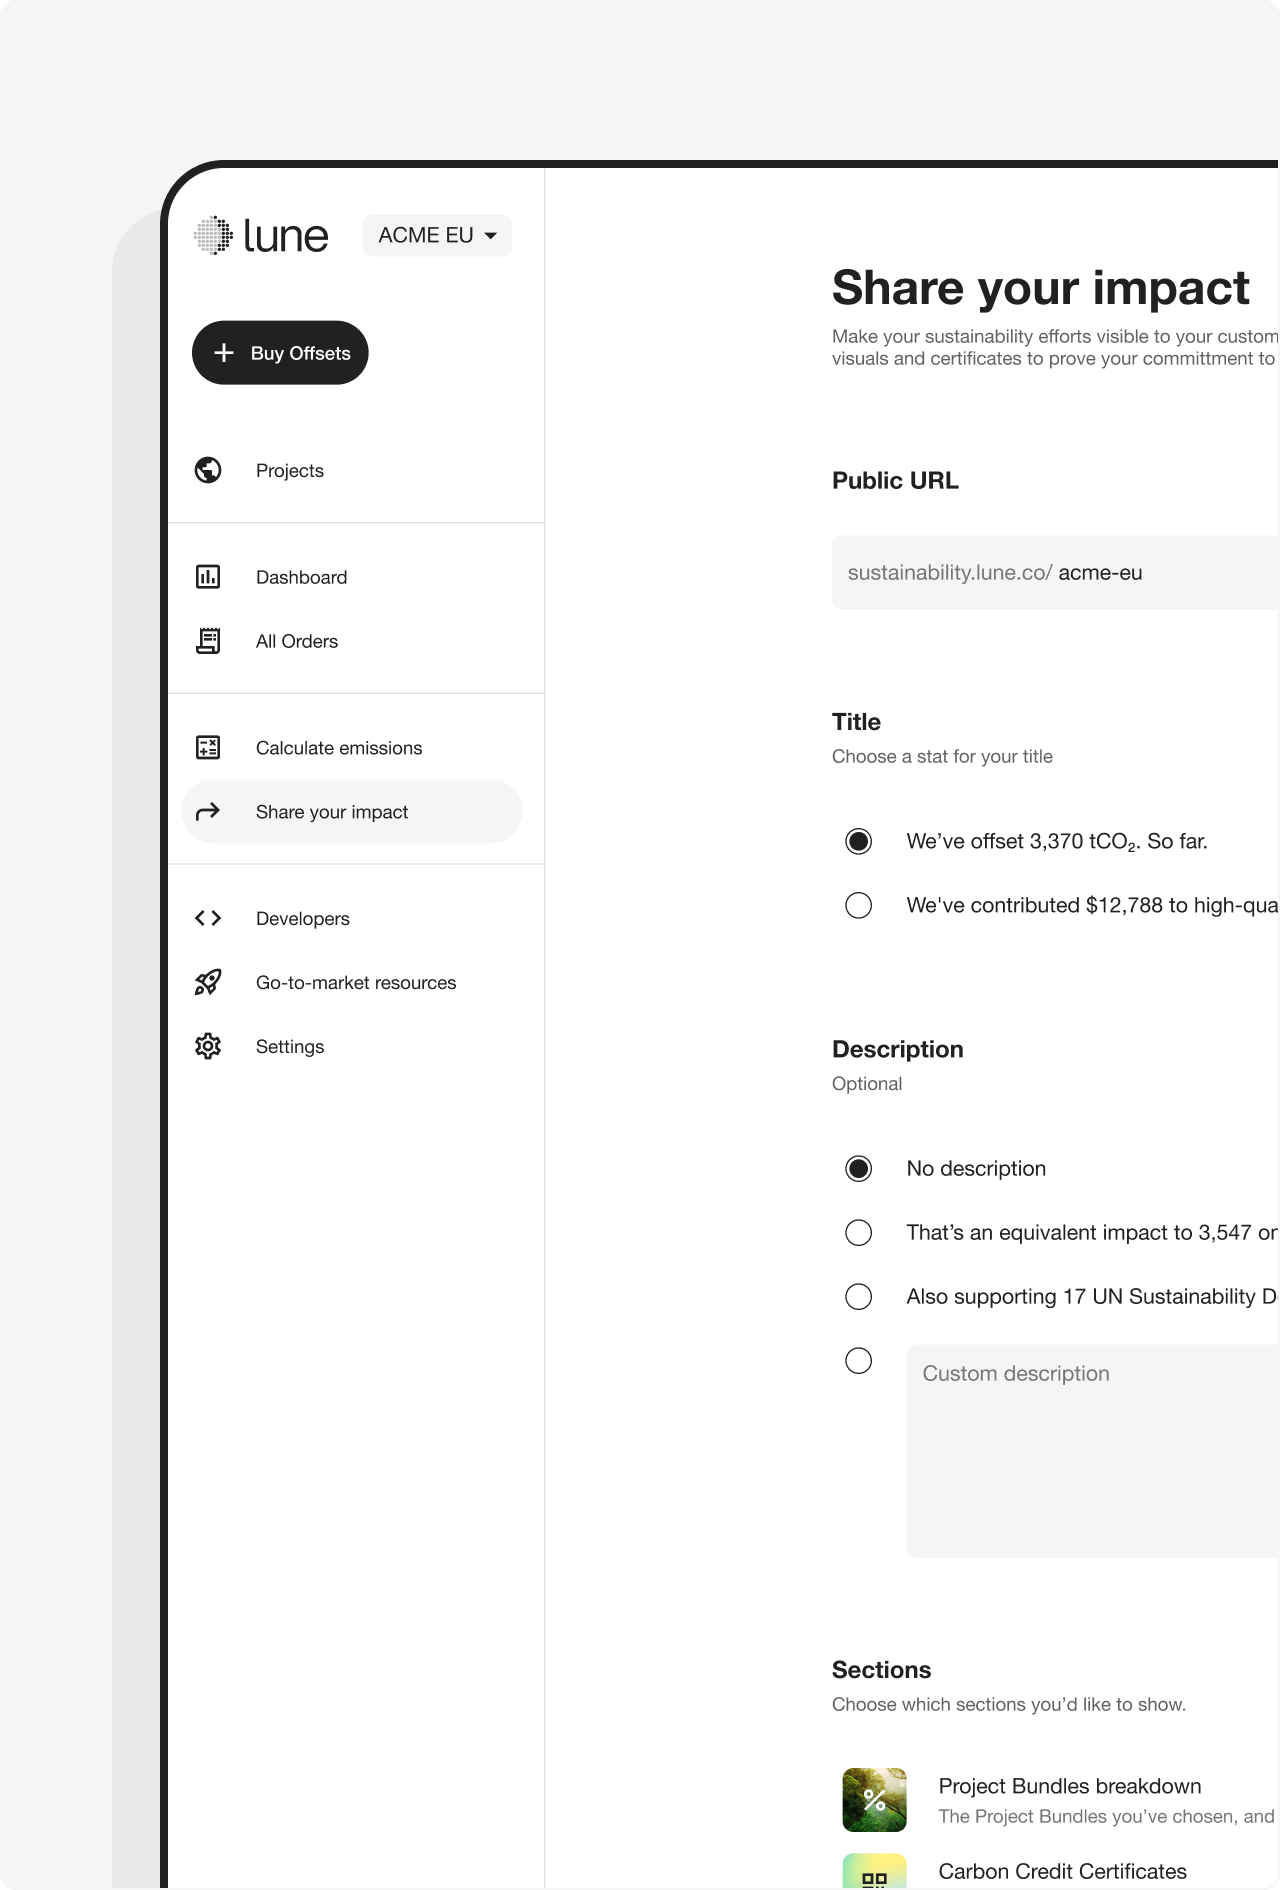 lune
ACME EU
Buy Offsets
Projects
Dashboard
All Orders
Calculate emissions
Share your impact
Developers
Go-to-market resources
Settings
Share your impact
Make your sustainability efforts visible to your
visuals and certificates to prove your committment to
Public URL
sustainability.lune.co/ acme-eu
Title
Choose a stat for your title
We’ve offset 3,370 tCO₂. So far.
We've contributed $12,788 to
Description
Optional
No description
That’s an equivalent impact to 3,547
Also supporting 17 UN Sustainability
Custom description
Sections
Choose which sections you’d like to show.
Project Bundles breakdown
The Project Bundles you’ve chosen, and
Carbon Credit Certificates